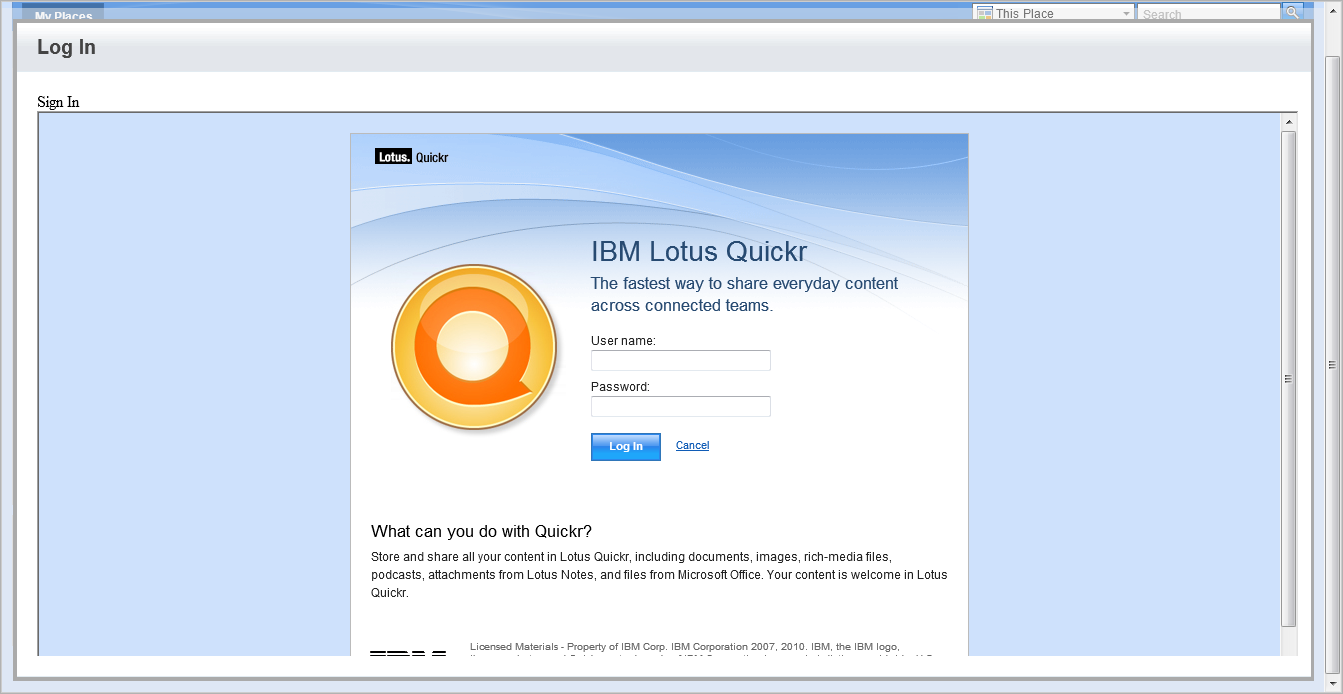 My Places
This Place
Search
Log In
Sign In
Lotus. Quickr
IBM Lotus Quickr
The fastest way to share everyday content
across connected teams.
User name:
Password:
Log In
Cancel
What can you do with Quickr?
Store and share all your content in Lotus Quickr, including documents, images, rich-media files,
podcasts, attachments from Lotus Notes, and files from Microsoft Office. Your content is welcome in Lotus
Quickr.
Licensed Materials - Property of IBM Corp. IBM Corporation 2007, 2010. IBM, the IBM logo,